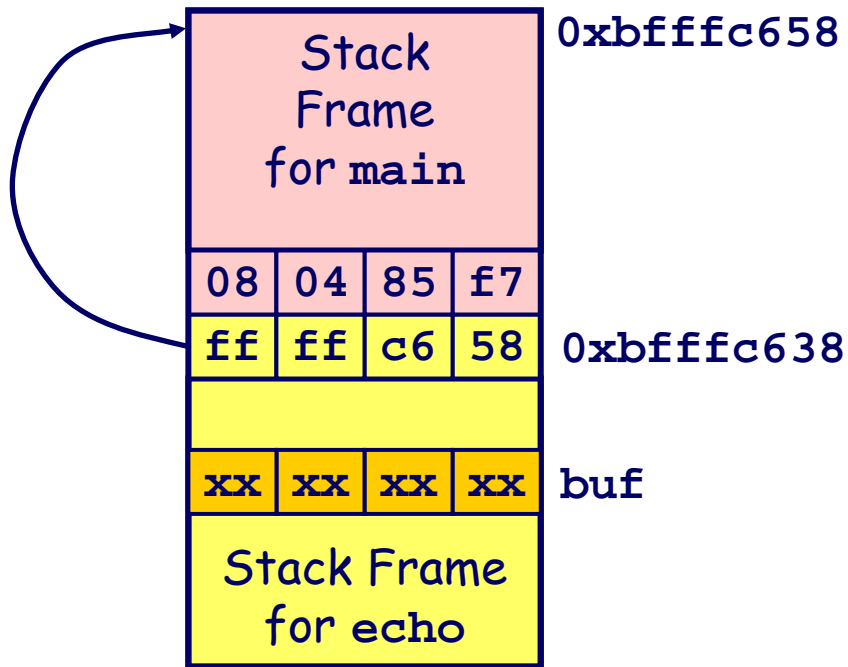 Stack
Frame
for main
0xbfffc658
08 04 85 f7
ff ff c6 58
0xbfffc638
xx xx xx xx
buf
Stack Frame
for echo